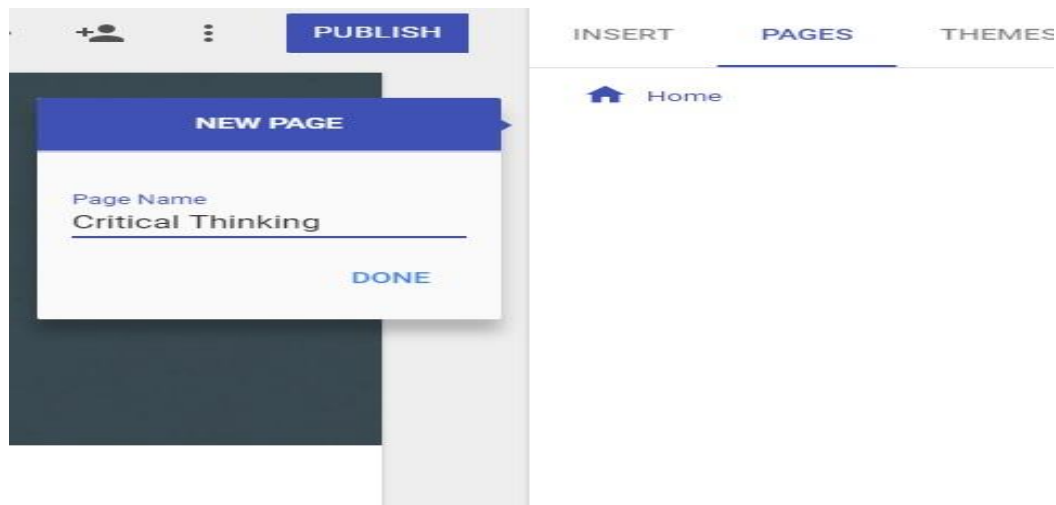 PUBLISH
INSERT PAGES THEMES
Home
NEW PAGE
Page Name
Critical Thinking
DONE